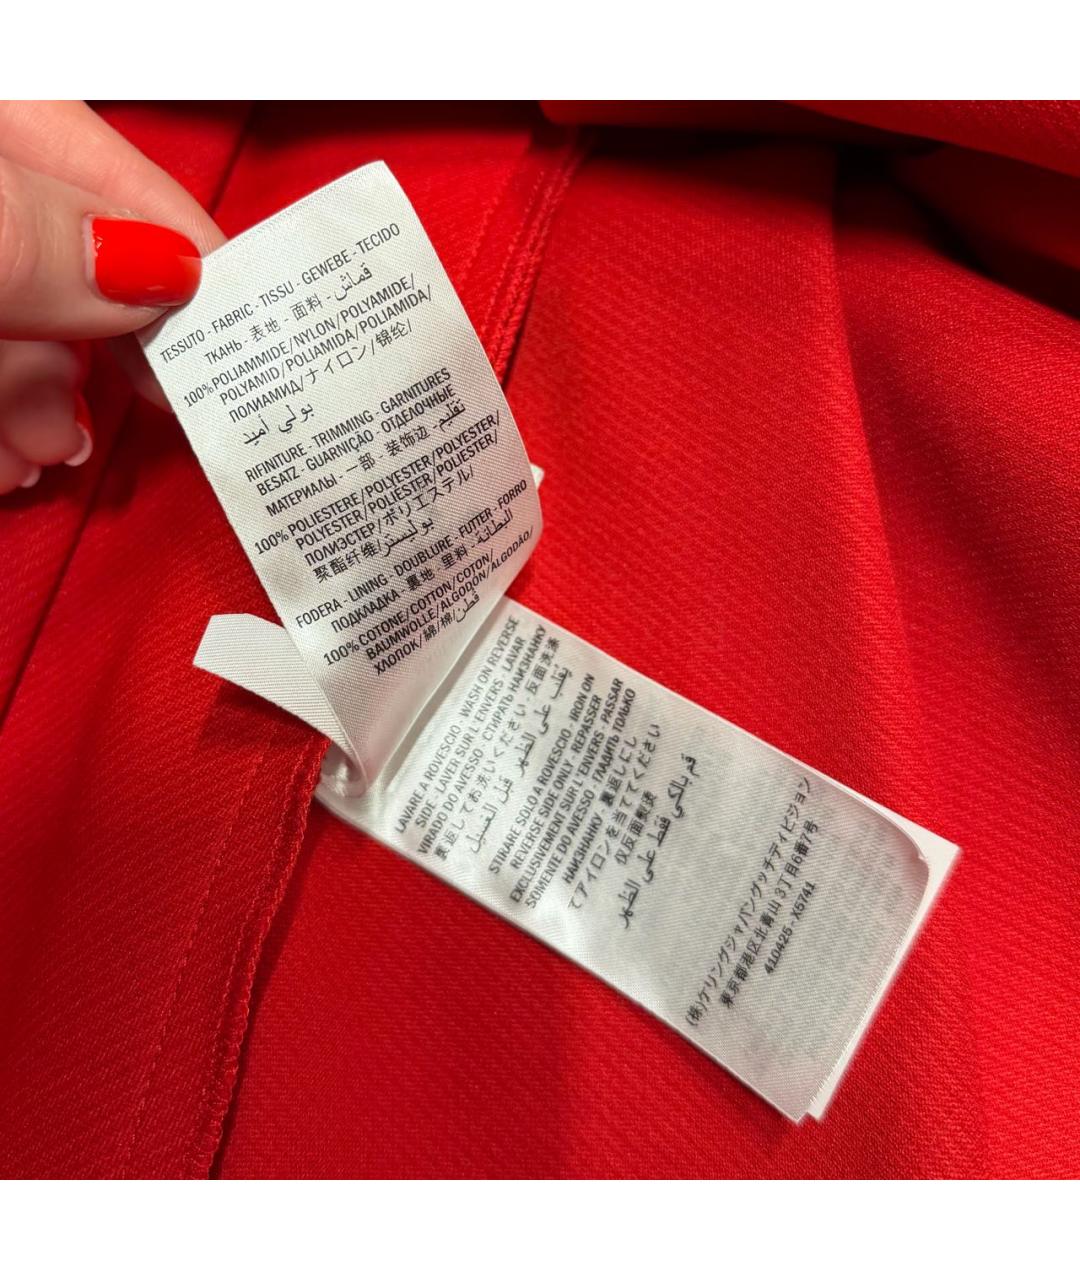 TESSUTO - FABRIC - TISSU - GEWEBE - TECIDO
ТКАНЬ - 表地 - 面料 - قماش
100%POLIAMMIDE/NYLON/POLYAMIDE/
POLYAMID/POLIAMIDA/POLIAMIDA/
ПОЛИАМИД/ナイロン/锦纶/
بولي أميد
RIFINITURE - TRIMMING - GARNITURES
BESATZ - GUARNIÇÃO - ОТДЕЛОЧНЫЕ
МАТЕРИАЛЫ - 一部 - 装饰边 - تقليم
100%POLIESTERE/POLYESTER/POLYESTER/
POLYESTER/POLIESTER/POLIESTER/
ПОЛИЭСТЕР/ポリエステル/
聚酯纤维/بوليستر
FODERA - LINING - DOUBLURE - FUTTER - FORRO
ПОДКЛАДКА - 裏地 - 里料 - البطانة
100%COTONE/COTTON/COTON/
BAUMWOLLE/ALGODÓN/ALGODÃO/
ХЛОПОК/綿/棉/قطن
LAVARE A ROVESCIO - WASH ON REVERSE
SIDE - LAVER SUR L'ENVERS - LAVAR
VIRADO DO AVESSO - СТИРАТЬ НАИЗНАНКУ
裏返してお洗いください - 反面洗涤
يُقلب على الظهر قبل الغسيل
STIRARE SOLO A ROVESCIO - IRON ON
REVERSE SIDE ONLY - REPASSER
EXCLUSIVEMENT SUR L'ENVERS - PASSAR
SOMENTE DO AVESSO ГЛАДИТЬ ТОЛЬКО
НАИЗНАНКУ 裏返しにし
てアイロンを当ててください
仅反面熨烫
قم بالكي فقط على الظهر
(株)ケリングジャパングッチディビジョン
東京都港区北青山 3丁目6番7号
410425 - X5741